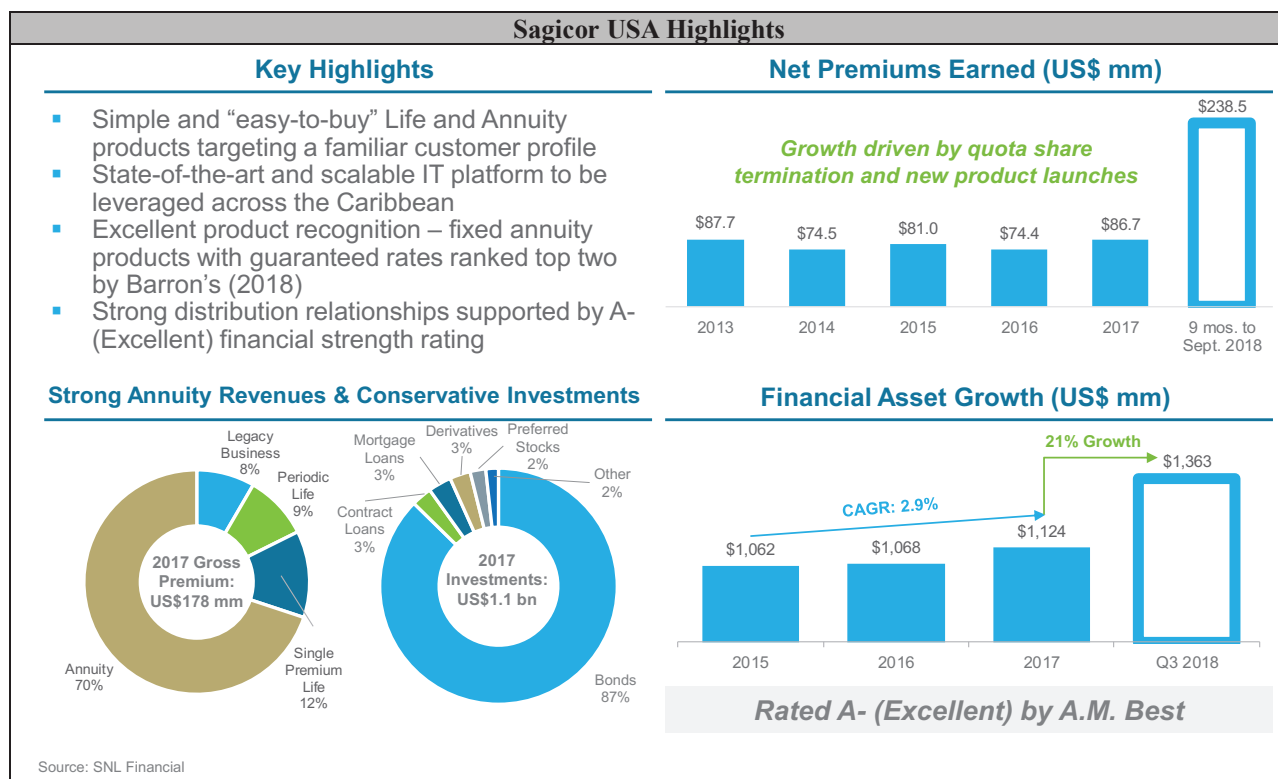 Sagicor USA Highlights
Key Highlights
▪ Simple and “easy-to-buy” Life and Annuity
products targeting a familiar customer profile
▪ State-of-the-art and scalable IT platform to be
leveraged across the Caribbean
▪ Excellent product recognition – fixed annuity
products with guaranteed rates ranked top two
by Barron’s (2018)
▪ Strong distribution relationships supported by A-
(Excellent) financial strength rating
Net Premiums Earned (US$ mm)
Growth driven by quota share
termination and new product launches
$87.7
$74.5
$81.0
$74.4
$86.7
$238.5
2013
2014
2015
2016
2017
9 mos. to
Sept. 2018
Strong Annuity Revenues & Conservative Investments
Legacy
Business
8%
Periodic
Life
9%
Single
Premium
Life
12%
Annuity
70%
2017 Gross
Premium:
US$178 mm
Contract
Loans
3%
Mortgage
Loans
3%
Derivatives
3%
Preferred
Stocks
2%
Other
2%
Bonds
87%
2017
Investments:
US$1.1 bn
Financial Asset Growth (US$ mm)
21% Growth
CAGR: 2.9%
$1,062
$1,068
$1,124
$1,363
2015
2016
2017
Q3 2018
Rated A- (Excellent) by A.M. Best
Source: SNL Financial